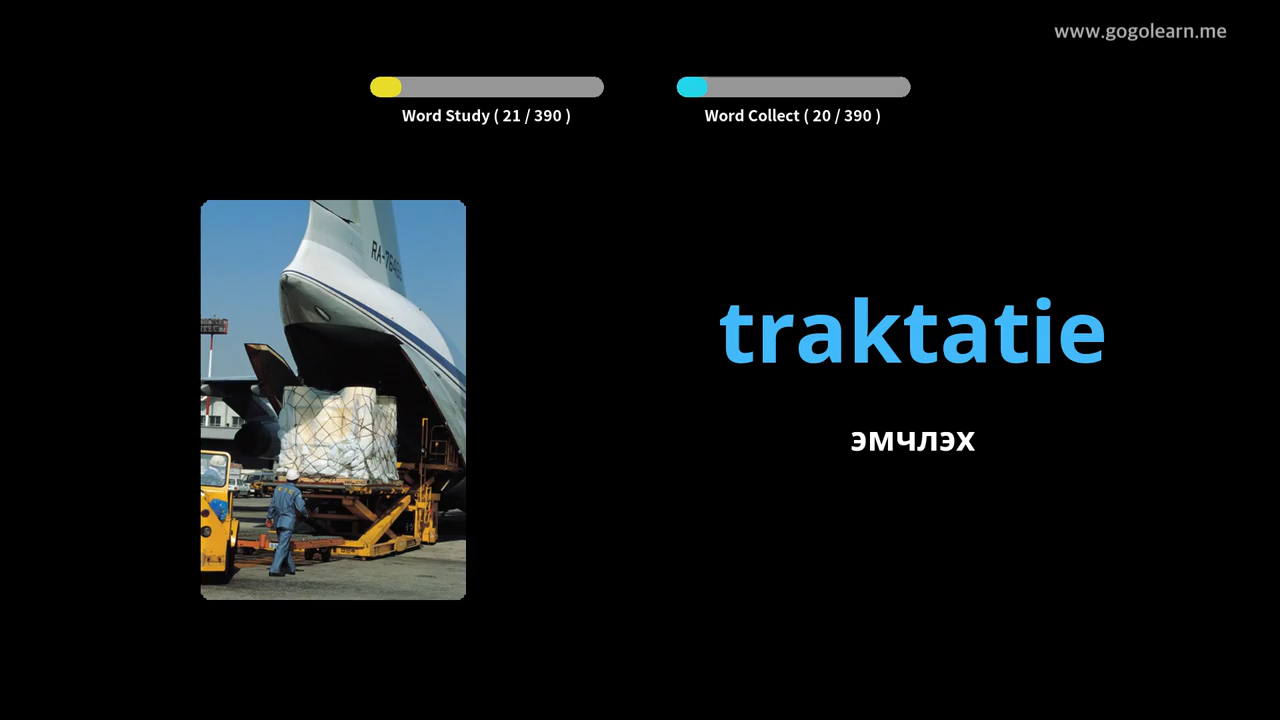 www.gogolearn.me
Word Study ( 21 / 390 )
Word Collect ( 20 / 390 )
traktatie
эмчлэх